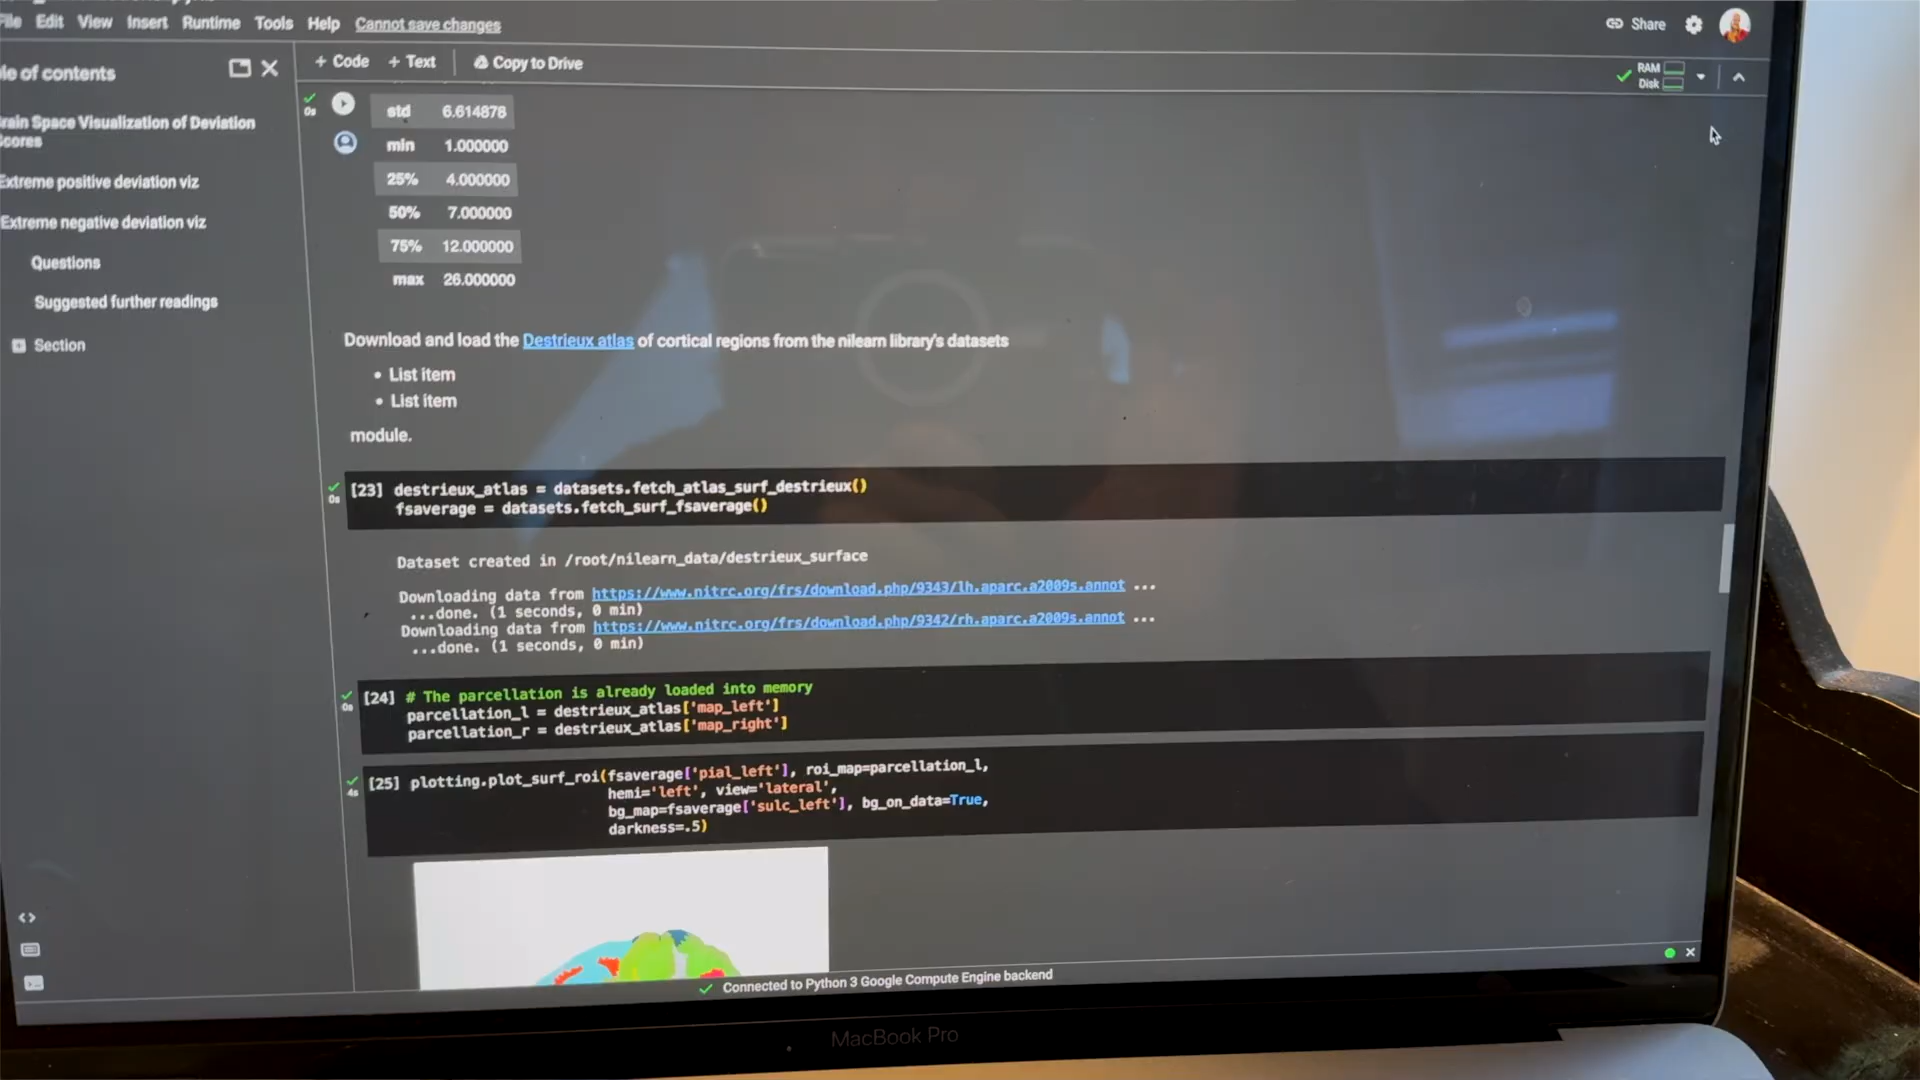 File Edit View Insert Runtime Tools Help Cannot save changes
Share
le of contents
+ Code + Text Copy to Drive
RAM
Disk
rain Space Visualization of Deviation
cores
Extreme positive deviation viz
Extreme negative deviation viz
Questions
Suggested further readings
Section
0s
std 6.614878
min 1.000000
25% 4.000000
50% 7.000000
75% 12.000000
max 26.000000
Download and load the Destrieux atlas of cortical regions from the nilearn library's datasets
• List item
• List item
module.
0s
[23] destrieux_atlas = datasets.fetch_atlas_surf_destrieux()
fsaverage = datasets.fetch_surf_fsaverage()
Dataset created in /root/nilearn_data/destrieux_surface
Downloading data from https://www.nitrc.org/frs/download.php/9343/lh.aparc.a2009s.annot ...
...done. (1 seconds, 0 min)
Downloading data from https://www.nitrc.org/frs/download.php/9342/rh.aparc.a2009s.annot ...
...done. (1 seconds, 0 min)
0s
[24] # The parcellation is already loaded into memory
parcellation_l = destrieux_atlas['map_left']
parcellation_r = destrieux_atlas['map_right']
4s
[25] plotting.plot_surf_roi(fsaverage['pial_left'], roi_map=parcellation_l,
hemi='left', view='lateral',
bg_map=fsaverage['sulc_left'], bg_on_data=True,
darkness=.5)
Connected to Python 3 Google Compute Engine backend
MacBook Pro